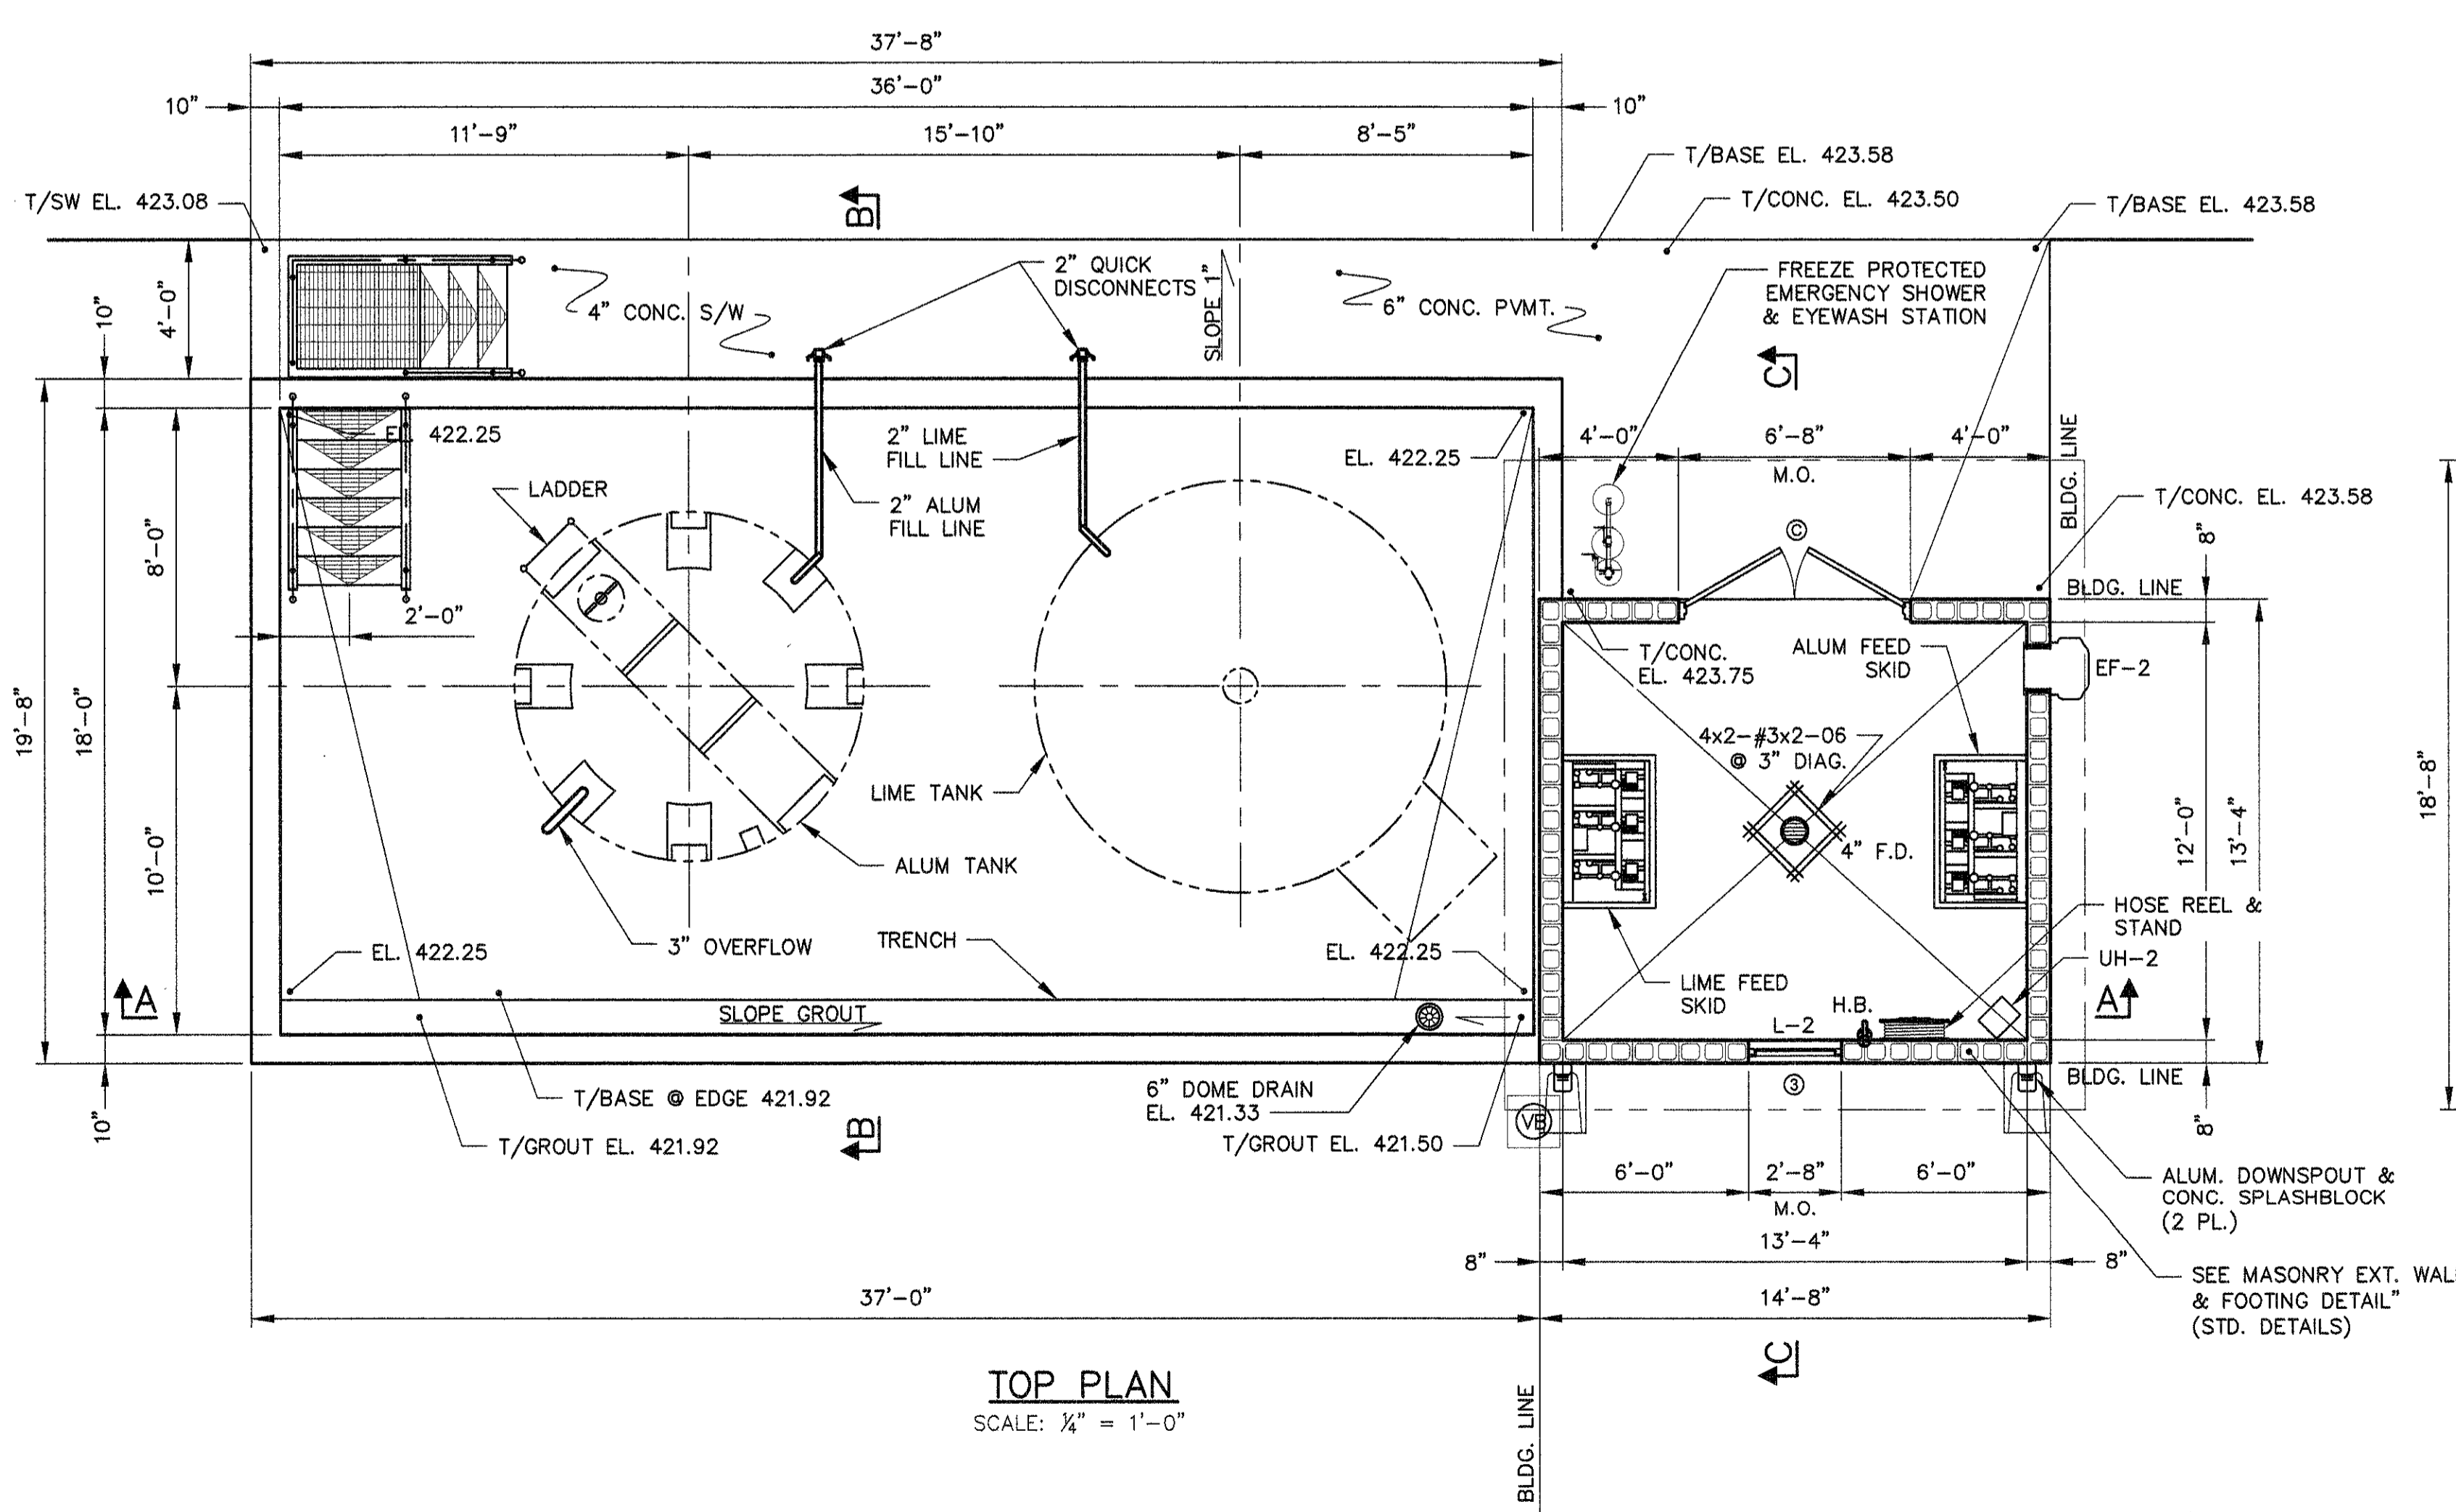 37'-8"
36'-0"
10"
10"
11'-9"
15'-10"
8'-5"
T/BASE EL. 423.58
T/SW EL. 423.08
T/CONC. EL. 423.50
T/BASE EL. 423.58
B
2" QUICK
DISCONNECTS
SLOPE 1"
FREEZE PROTECTED
EMERGENCY SHOWER
& EYEWASH STATION
4" CONC. S/W
6" CONC. PVMT.
10"
4'-0"
C
EL. 422.25
2" LIME
FILL LINE
EL. 422.25
4'-0"
6'-8"
M.O.
4'-0"
BLDG. LINE
LADDER
2" ALUM
FILL LINE
T/CONC. EL. 423.58
C
8"
8'-0"
BLDG. LINE
2'-0"
T/CONC.
EL. 423.75
ALUM FEED
SKID
EF-2
19'-8"
18'-0"
4x2-#3x2-06
@ 3" DIAG.
18'-8"
LIME TANK
12'-0"
13'-4"
10'-0"
ALUM TANK
4" F.D.
HOSE REEL &
STAND
3" OVERFLOW
TRENCH
EL. 422.25
EL. 422.25
UH-2
LIME FEED
SKID
H.B.
A
A
SLOPE GROUT
L-2
BLDG. LINE
3
10"
T/BASE @ EDGE 421.92
6" DOME DRAIN
EL. 421.33
VB
8"
B
T/GROUT EL. 421.92
T/GROUT EL. 421.50
6'-0"
2'-8"
M.O.
6'-0"
ALUM. DOWNSPOUT &
CONC. SPLASHBLOCK
(2 PL.)
8"
13'-4"
8"
SEE MASONRY EXT. WAL
& FOOTING DETAIL"
(STD. DETAILS)
37'-0"
14'-8"
C
TOP PLAN
SCALE: ¼" = 1'-0"
BLDG. LINE